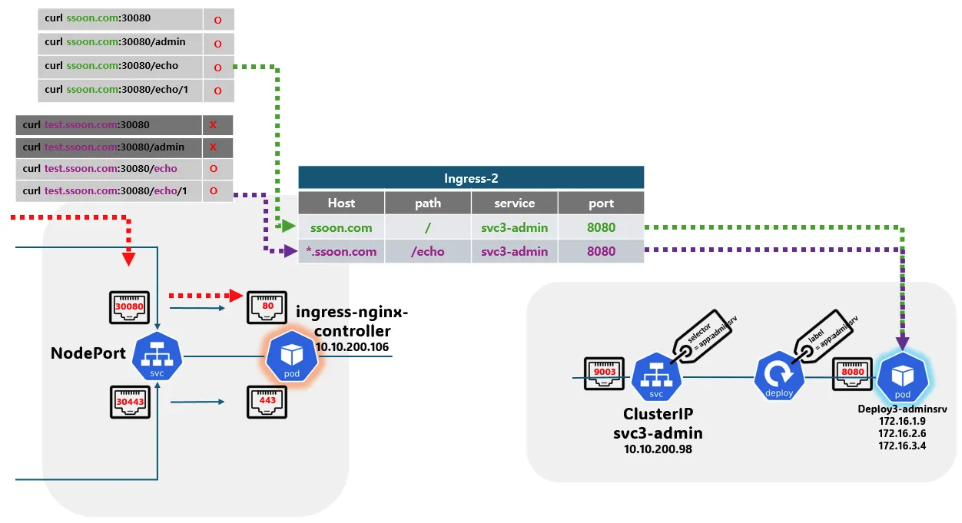 curl ssoon.com:30080 O
curl ssoon.com:30080/admin O
curl ssoon.com:30080/echo O
curl ssoon.com:30080/echo/1 O
curl test.ssoon.com:30080 X
curl test.ssoon.com:30080/admin X
curl test.ssoon.com:30080/echo O
curl test.ssoon.com:30080/echo/1 O
Ingress-2
Host path service port
ssoon.com / svc3-admin 8080
*.ssoon.com /echo svc3-admin 8080
30080
80
ingress-nginx-
controller
10.10.200.106
NodePort
svc
pod
30443
443
selector
= app:adminsrv
label
= app:adminsrv
9003
svc
deploy
8080
pod
ClusterIP
svc3-admin
10.10.200.98
Deploy3-adminsrv
172.16.1.9
172.16.2.6
172.16.3.4